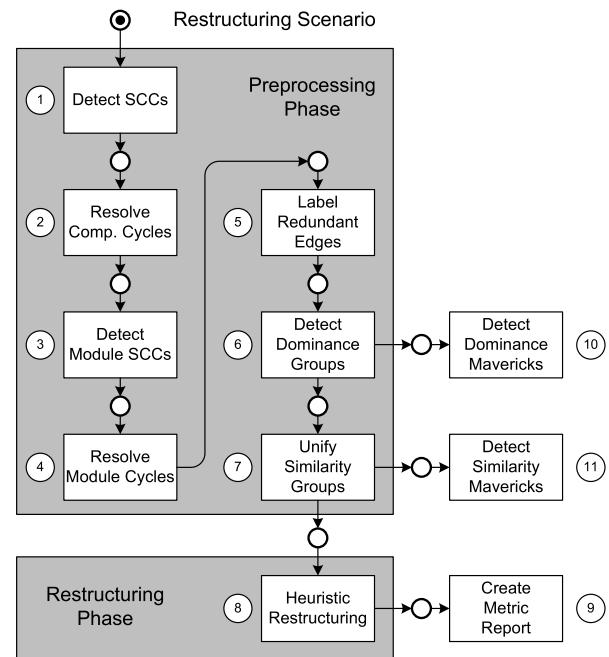 Restructuring Scenario
Preprocessing
Phase
1
Detect SCCs
2
Resolve
Comp. Cycles
3
Detect
Module SCCs
4
Resolve
Module Cycles
5
Label
Redundant
Edges
6
Detect
Dominance
Groups
Detect
Dominance
Mavericks
10
7
Unify
Similarity
Groups
Detect
Similarity
Mavericks
11
Restructuring
Phase
8
Heuristic
Restructuring
Create
Metric
Report
9